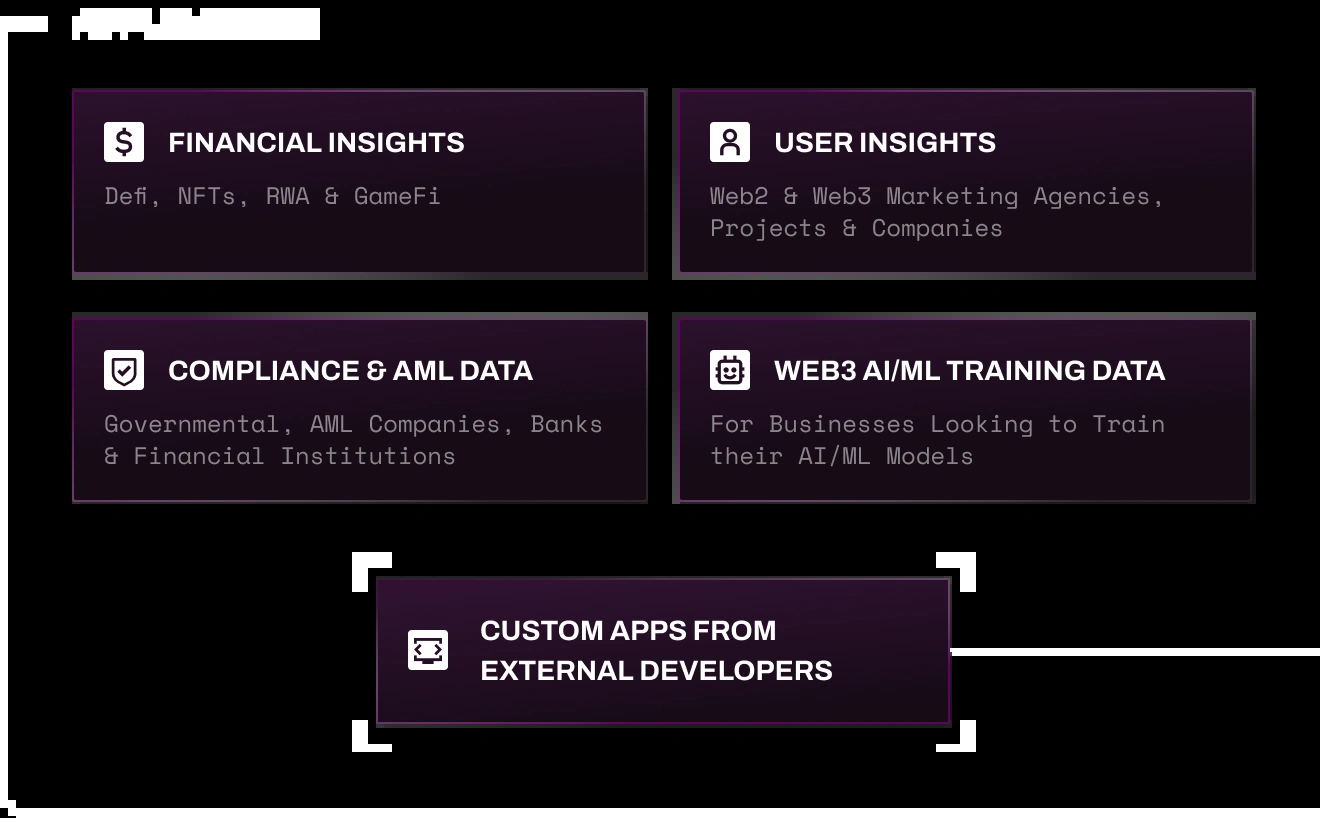 FINANCIAL INSIGHTS
Defi, NFTs, RWA & GameFi
USER INSIGHTS
Web2 & Web3 Marketing Agencies,
Projects & Companies
COMPLIANCE & AML DATA
Governmental, AML Companies, Banks
& Financial Institutions
WEB3 AI/ML TRAINING DATA
For Businesses Looking to Train
their AI/ML Models
CUSTOM APPS FROM
EXTERNAL DEVELOPERS